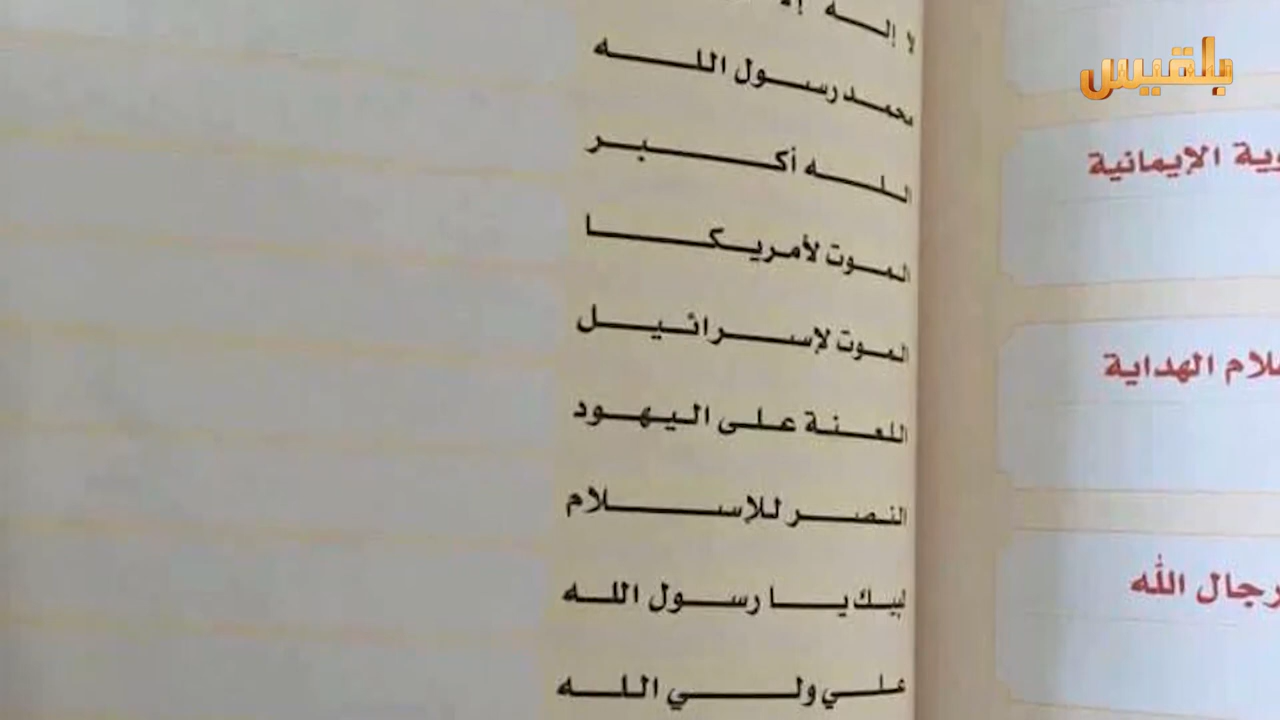 بلقيس
لا إله
محمد رسول الله
الله أكبر
الموت لأمريكا
الموت لإسرائيل
اللعنة على اليهود
النصر للإسلام
لبيك يا رسول الله
علي ولي الله
الإيمانية
الهداية
رجال الله